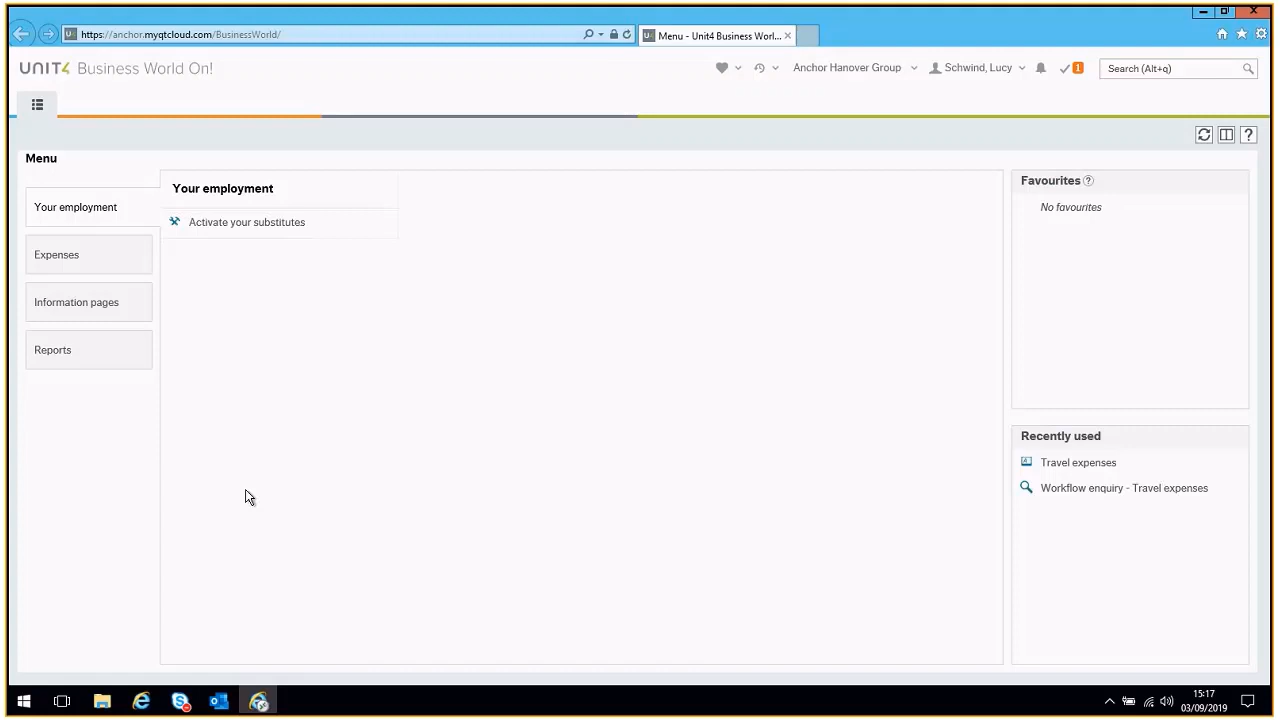 https://anchor.myqtcloud.com/BusinessWorld/
Menu - Unit4 Business Worl...
UNIT4 Business World On!
Anchor Hanover Group
Schwind, Lucy
1
Search (Alt+q)
Menu
Your employment
Expenses
Information pages
Reports
Your employment
Activate your substitutes
Favourites
No favourites
Recently used
Travel expenses
Workflow enquiry - Travel expenses
15:17
03/09/2019